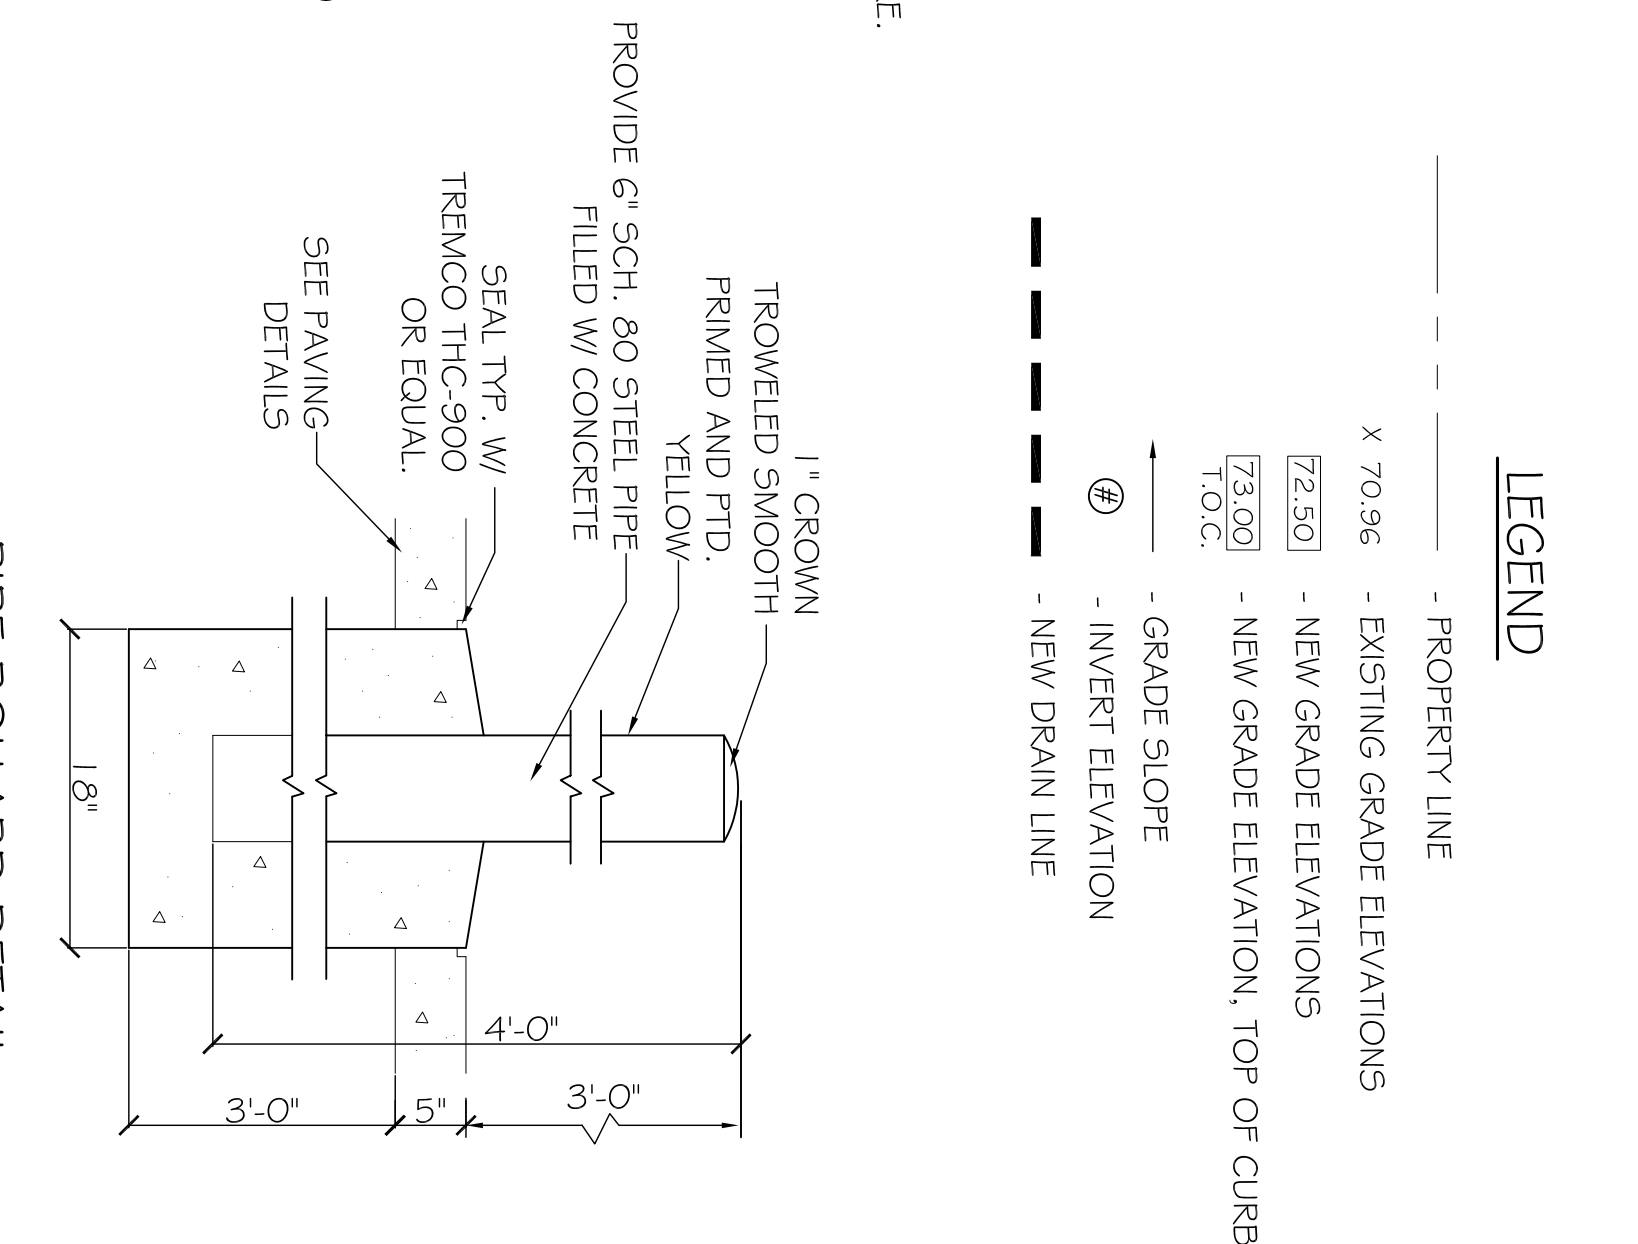 LEGEND
- PROPERTY LINE
X 70.96 - EXISTING GRADE ELEVATIONS
72.50 - NEW GRADE ELEVATIONS
73.00 - NEW GRADE ELEVATION, TOP OF CURB
T.O.C.
- GRADE SLOPE
# - INVERT ELEVATION
- NEW DRAIN LINE
1" CROWN
TROWELED SMOOTH
PRIMED AND PTD.
YELLOW
PROVIDE 6" SCH. 80 STEEL PIPE
FILLED W/ CONCRETE
SEAL TYP. W/
TREMCO THC-900
OR EQUAL.
SEE PAVING
DETAILS
3'-0"
4'-0"
5"
3'-0"
18"